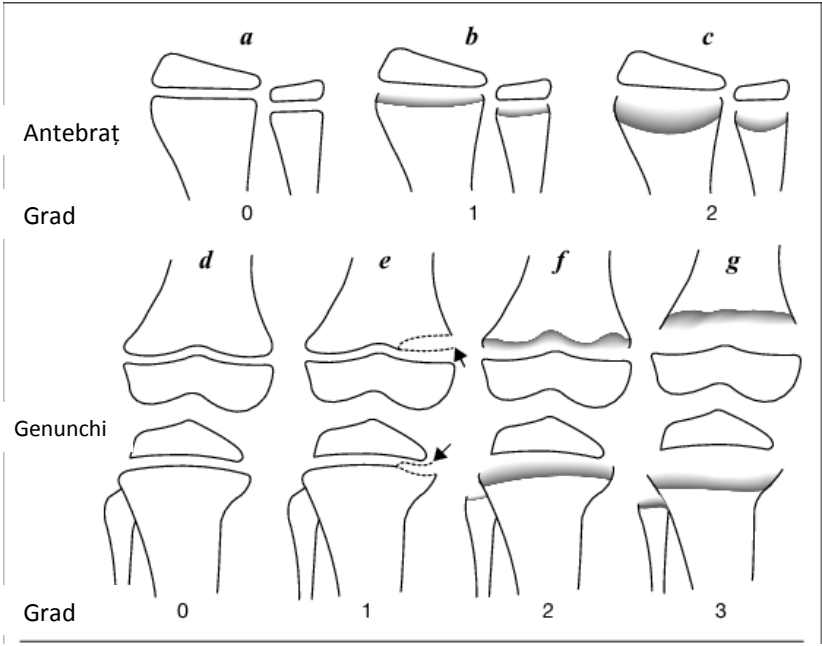 a b c
Antebraț
Grad 0 1 2
d e f g
Genunchi
Grad 0 1 2 3